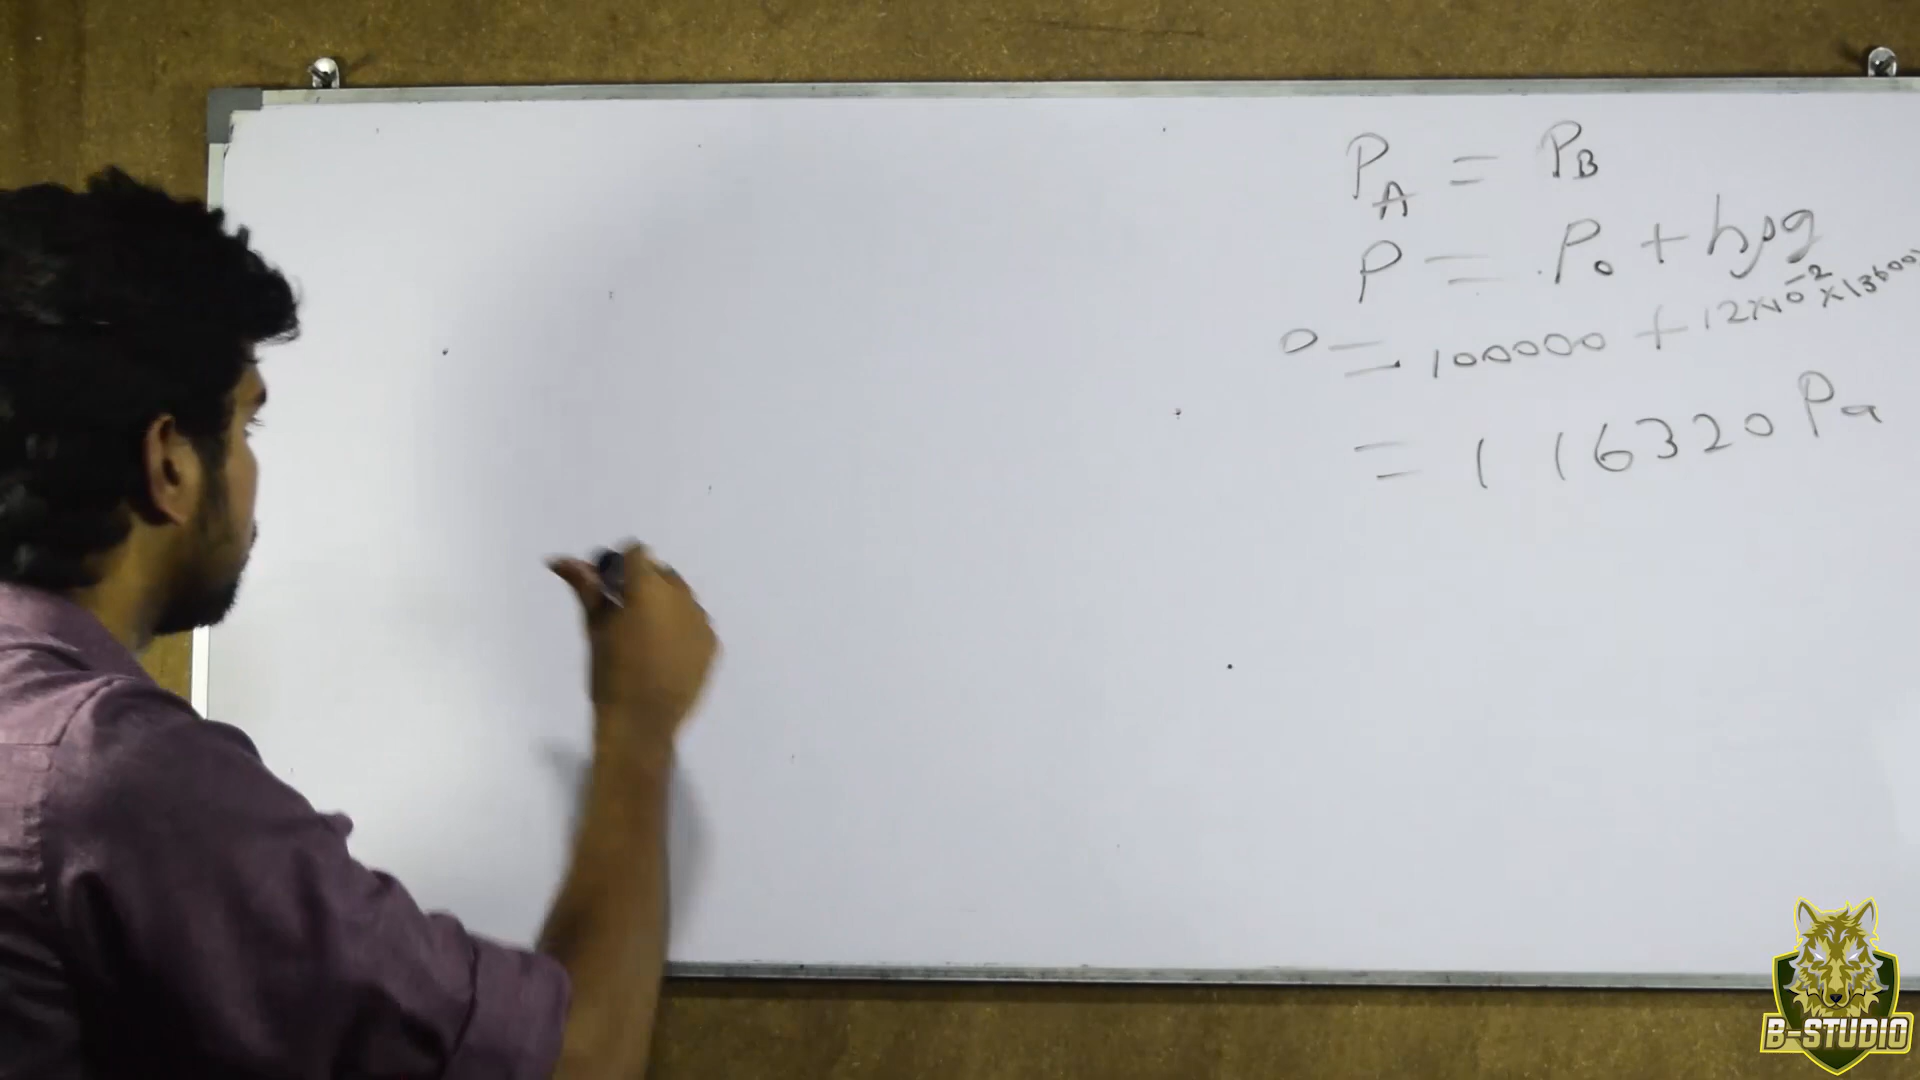 P_A = P_B
P = P₀ + hρg
= 100000 + 12×10⁻² ×13600
= 116320 Pa
B-STUDIO